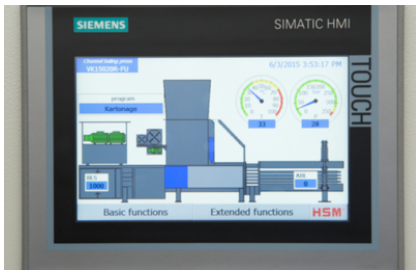 SIEMENS
SIMATIC HMI
TOUCH
Channel baling press
VK15020R-FU
6/3/2015 3:53:17 PM
program
Kartonage
33
28
1000
0
Basic functions
Extended functions
HSM